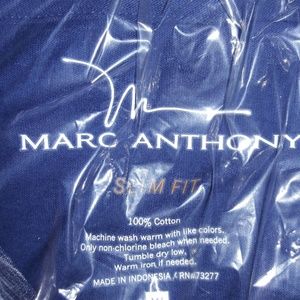 MARC ANTHONY
SLIM FIT
100% Cotton
Machine wash warm with like colors.
Only non-chlorine bleach when needed.
Tumble dry low.
Warm iron if needed.
MADE IN INDONESIA / RN#73277